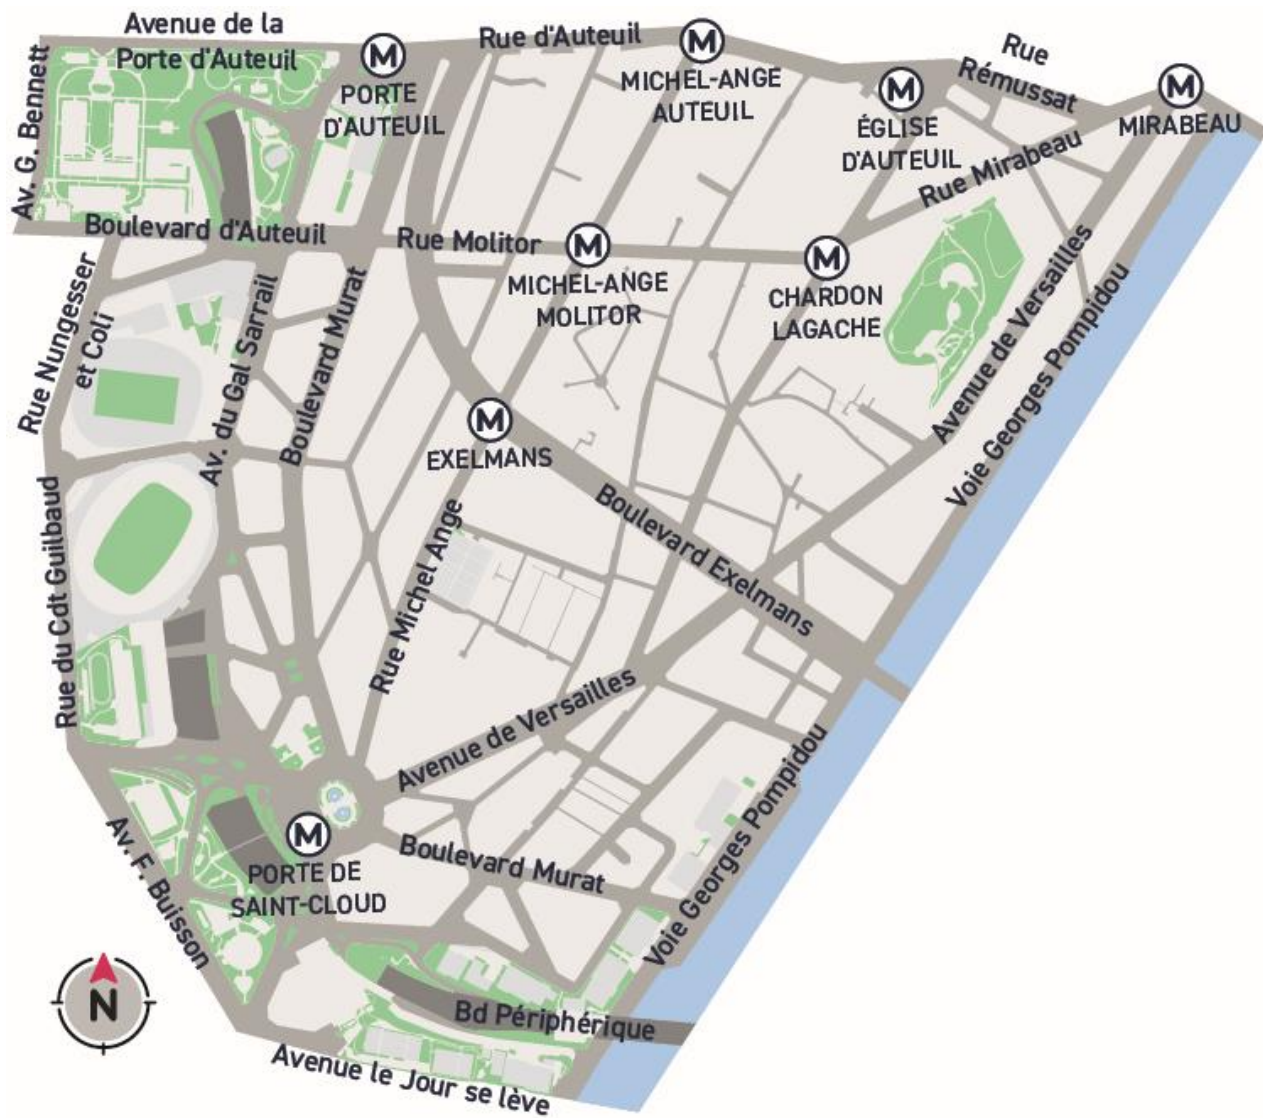 Avenue de la
Porte d'Auteuil
M
PORTE
D'AUTEUIL
Rue d'Auteuil
M
MICHEL-ANGE
AUTEUIL
M
ÉGLISE
D'AUTEUIL
Rue
Rémussat
M
MIRABEAU
Av. G. Bennett
Boulevard d'Auteuil
Rue Molitor
M
MICHEL-ANGE
MOLITOR
M
CHARDON
LAGACHE
Rue Mirabeau
Rue Nungesser
et Coli
Av. du Gal Sarrail
Boulevard Murat
Avenue de Versailles
Voie Georges Pompidou
M
EXELMANS
Boulevard Exelmans
Rue Michel Ange
Rue du Cdt Guilbaud
Avenue de Versailles
Voie Georges Pompidou
M
PORTE DE
SAINT-CLOUD
Boulevard Murat
Av. F. Buisson
N
Bd Périphérique
Avenue le Jour se lève